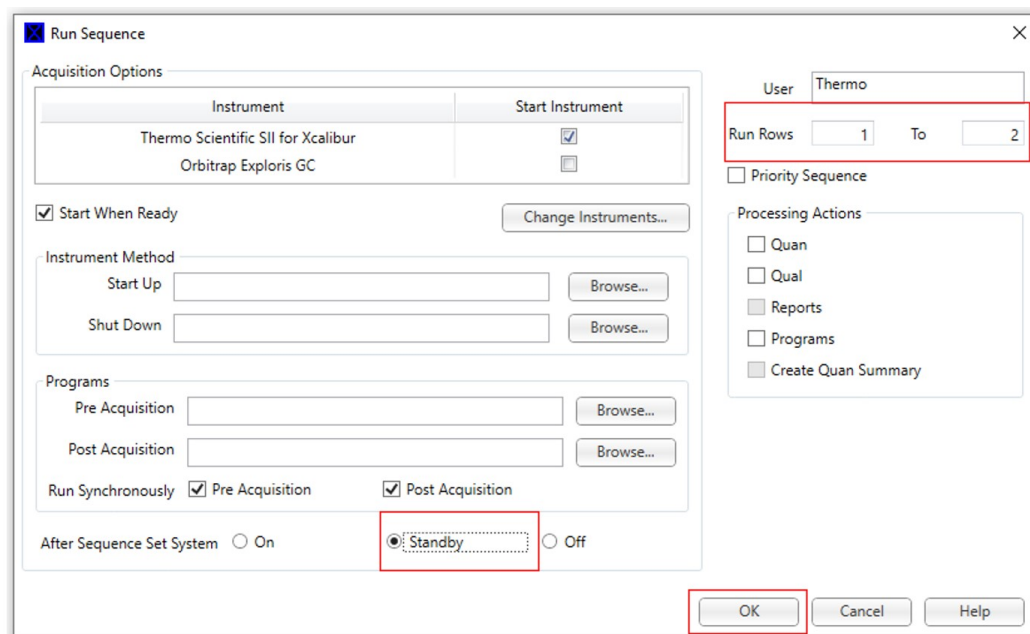 Run Sequence
Acquisition Options
Instrument Start Instrument
Thermo Scientific SII for Xcalibur
Orbitrap Exploris GC
Start When Ready Change Instruments...
Instrument Method
Start Up Browse...
Shut Down Browse...
Programs
Pre Acquisition Browse...
Post Acquisition Browse...
Run Synchronously Pre Acquisition Post Acquisition
After Sequence Set System On Standby Off
User Thermo
Run Rows 1 To 2
Priority Sequence
Processing Actions
Quan
Qual
Reports
Programs
Create Quan Summary
OK Cancel Help